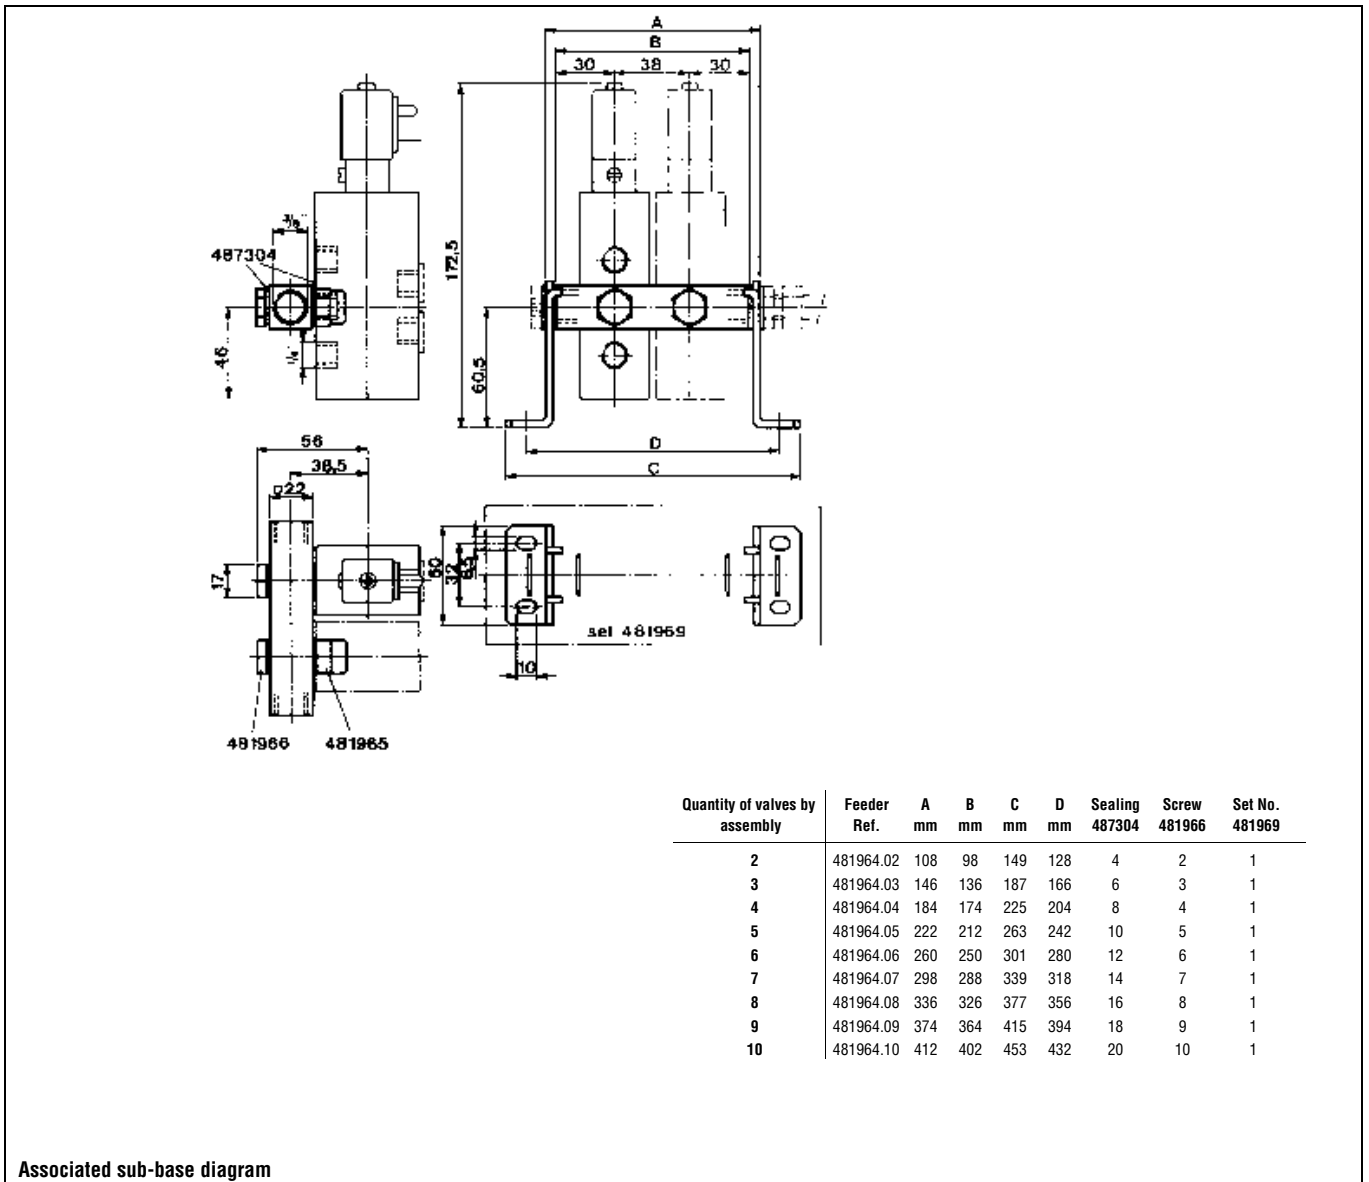 A
B
30 38 30
3/8"
487304
172,5
46
1/4"
60,5
D
C
56
38,5
22
17
60
32
set 481969
10
481966 481965
Quantity of valves by assembly Feeder Ref. A mm B mm C mm D mm Sealing 487304 Screw 481966 Set No. 481969
2 481964.02 108 98 149 128 4 2 1
3 481964.03 146 136 187 166 6 3 1
4 481964.04 184 174 225 204 8 4 1
5 481964.05 222 212 263 242 10 5 1
6 481964.06 260 250 301 280 12 6 1
7 481964.07 298 288 339 318 14 7 1
8 481964.08 336 326 377 356 16 8 1
9 481964.09 374 364 415 394 18 9 1
10 481964.10 412 402 453 432 20 10 1
Associated sub-base diagram